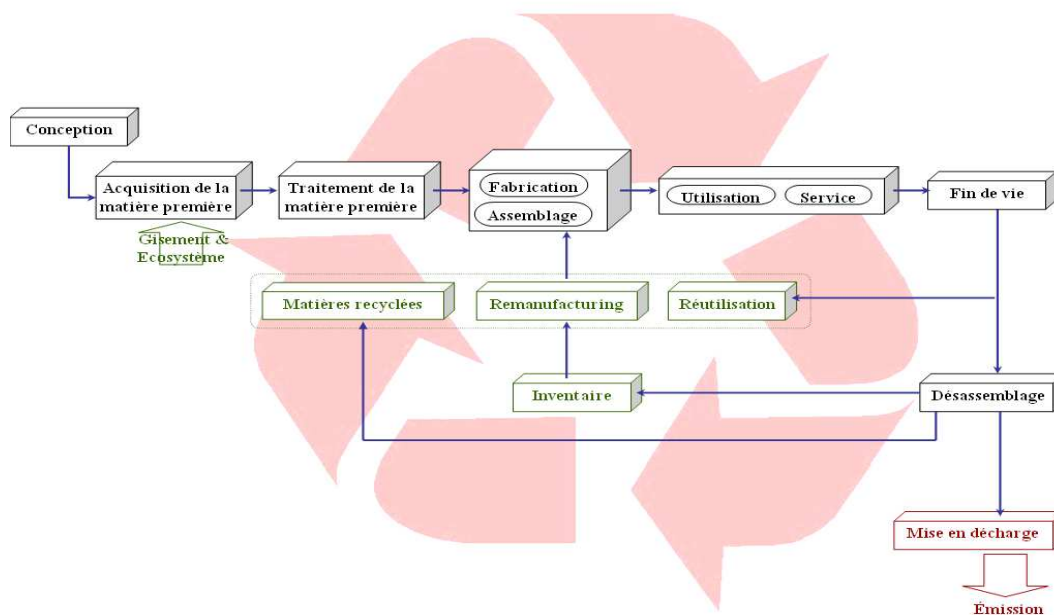 Conception
Acquisition de la
matière première
Traitement de la
matière première
Fabrication
Assemblage
Utilisation
Service
Fin de vie
Gisement &
Ecosystème
Matières recyclées
Remanufacturing
Réutilisation
Inventaire
Désassemblage
Mise en décharge
Émission